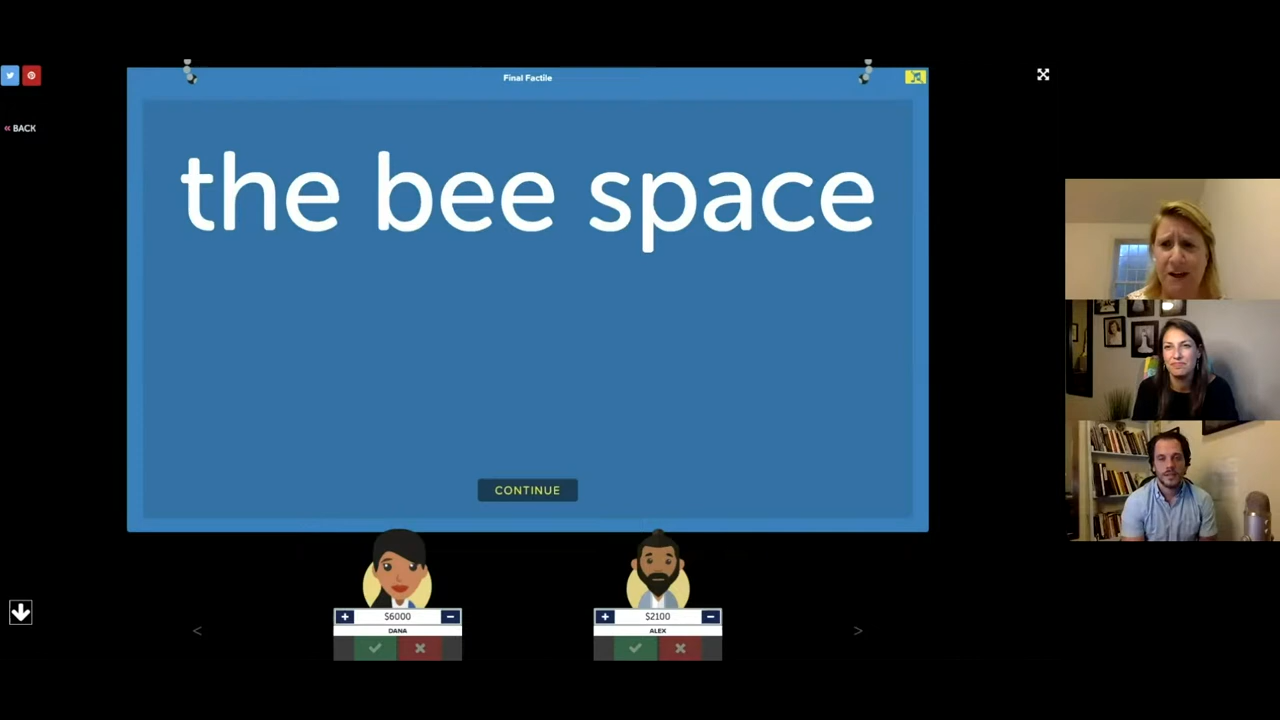 Final Factile
« BACK
the bee space
CONTINUE
+ $6000 −
DANA
+ $2100 −
ALEX
< >